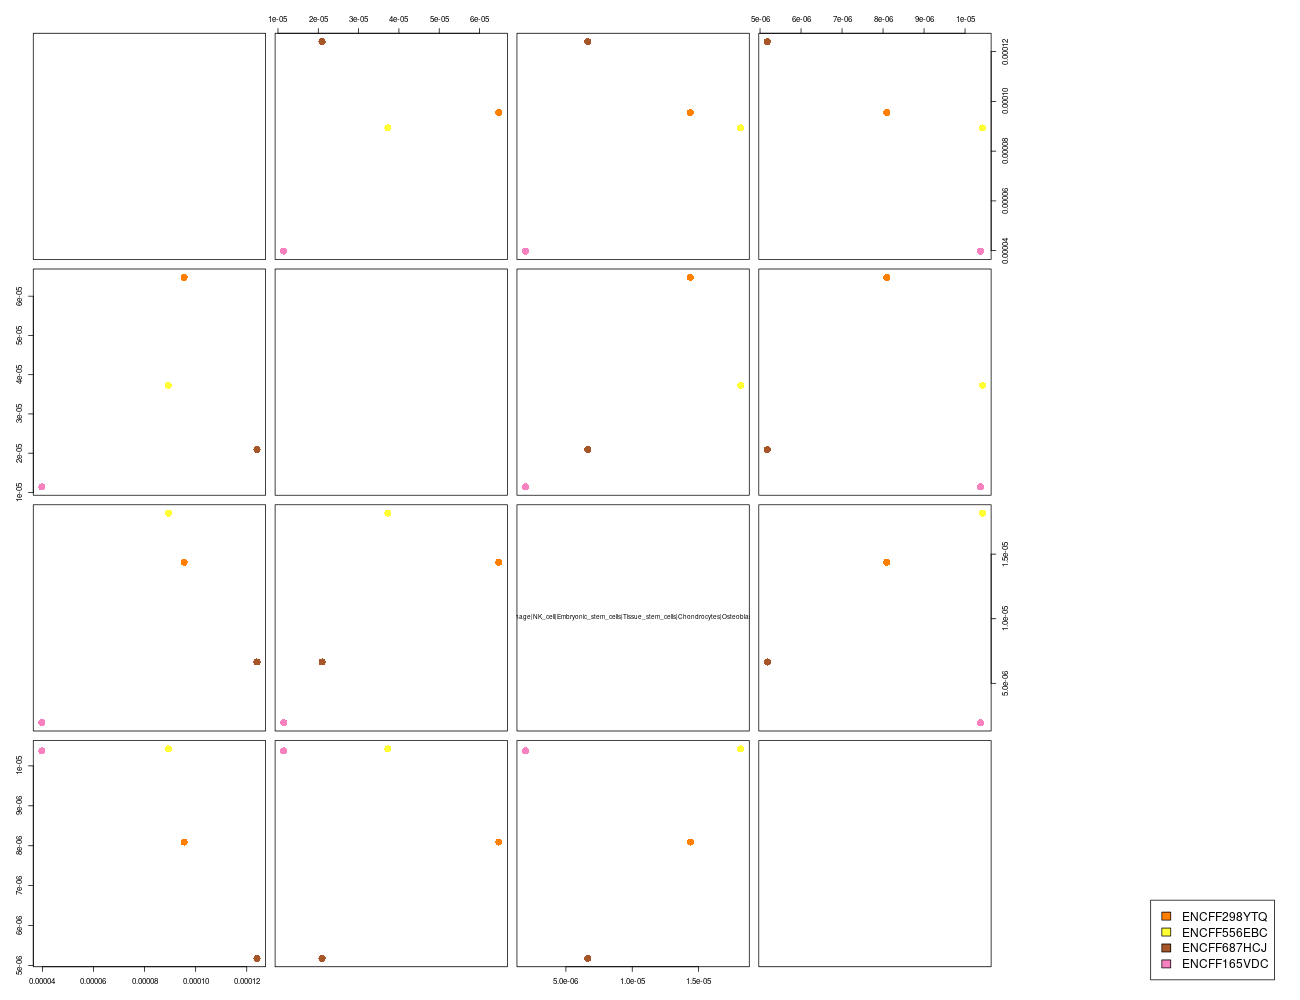 1e-05 2e-05 3e-05 4e-05 5e-05 6e-05
5e-06 6e-06 7e-06 8e-06 9e-06 1e-05
0.00004 0.00006 0.00008 0.00010 0.00012
1e-05 2e-05 3e-05 4e-05 5e-05 6e-05
|NK_cell|Embryonic_stem_cells|Tissue_stem_cells|Chondrocytes|
5.0e-06 1.0e-05 1.5e-05
5e-06 6e-06 7e-06 8e-06 9e-06 1e-05
0.00004 0.00006 0.00008 0.00010 0.00012
5.0e-06 1.0e-05 1.5e-05
ENCFF298YTQ
ENCFF556EBC
ENCFF687HCJ
ENCFF165VDC